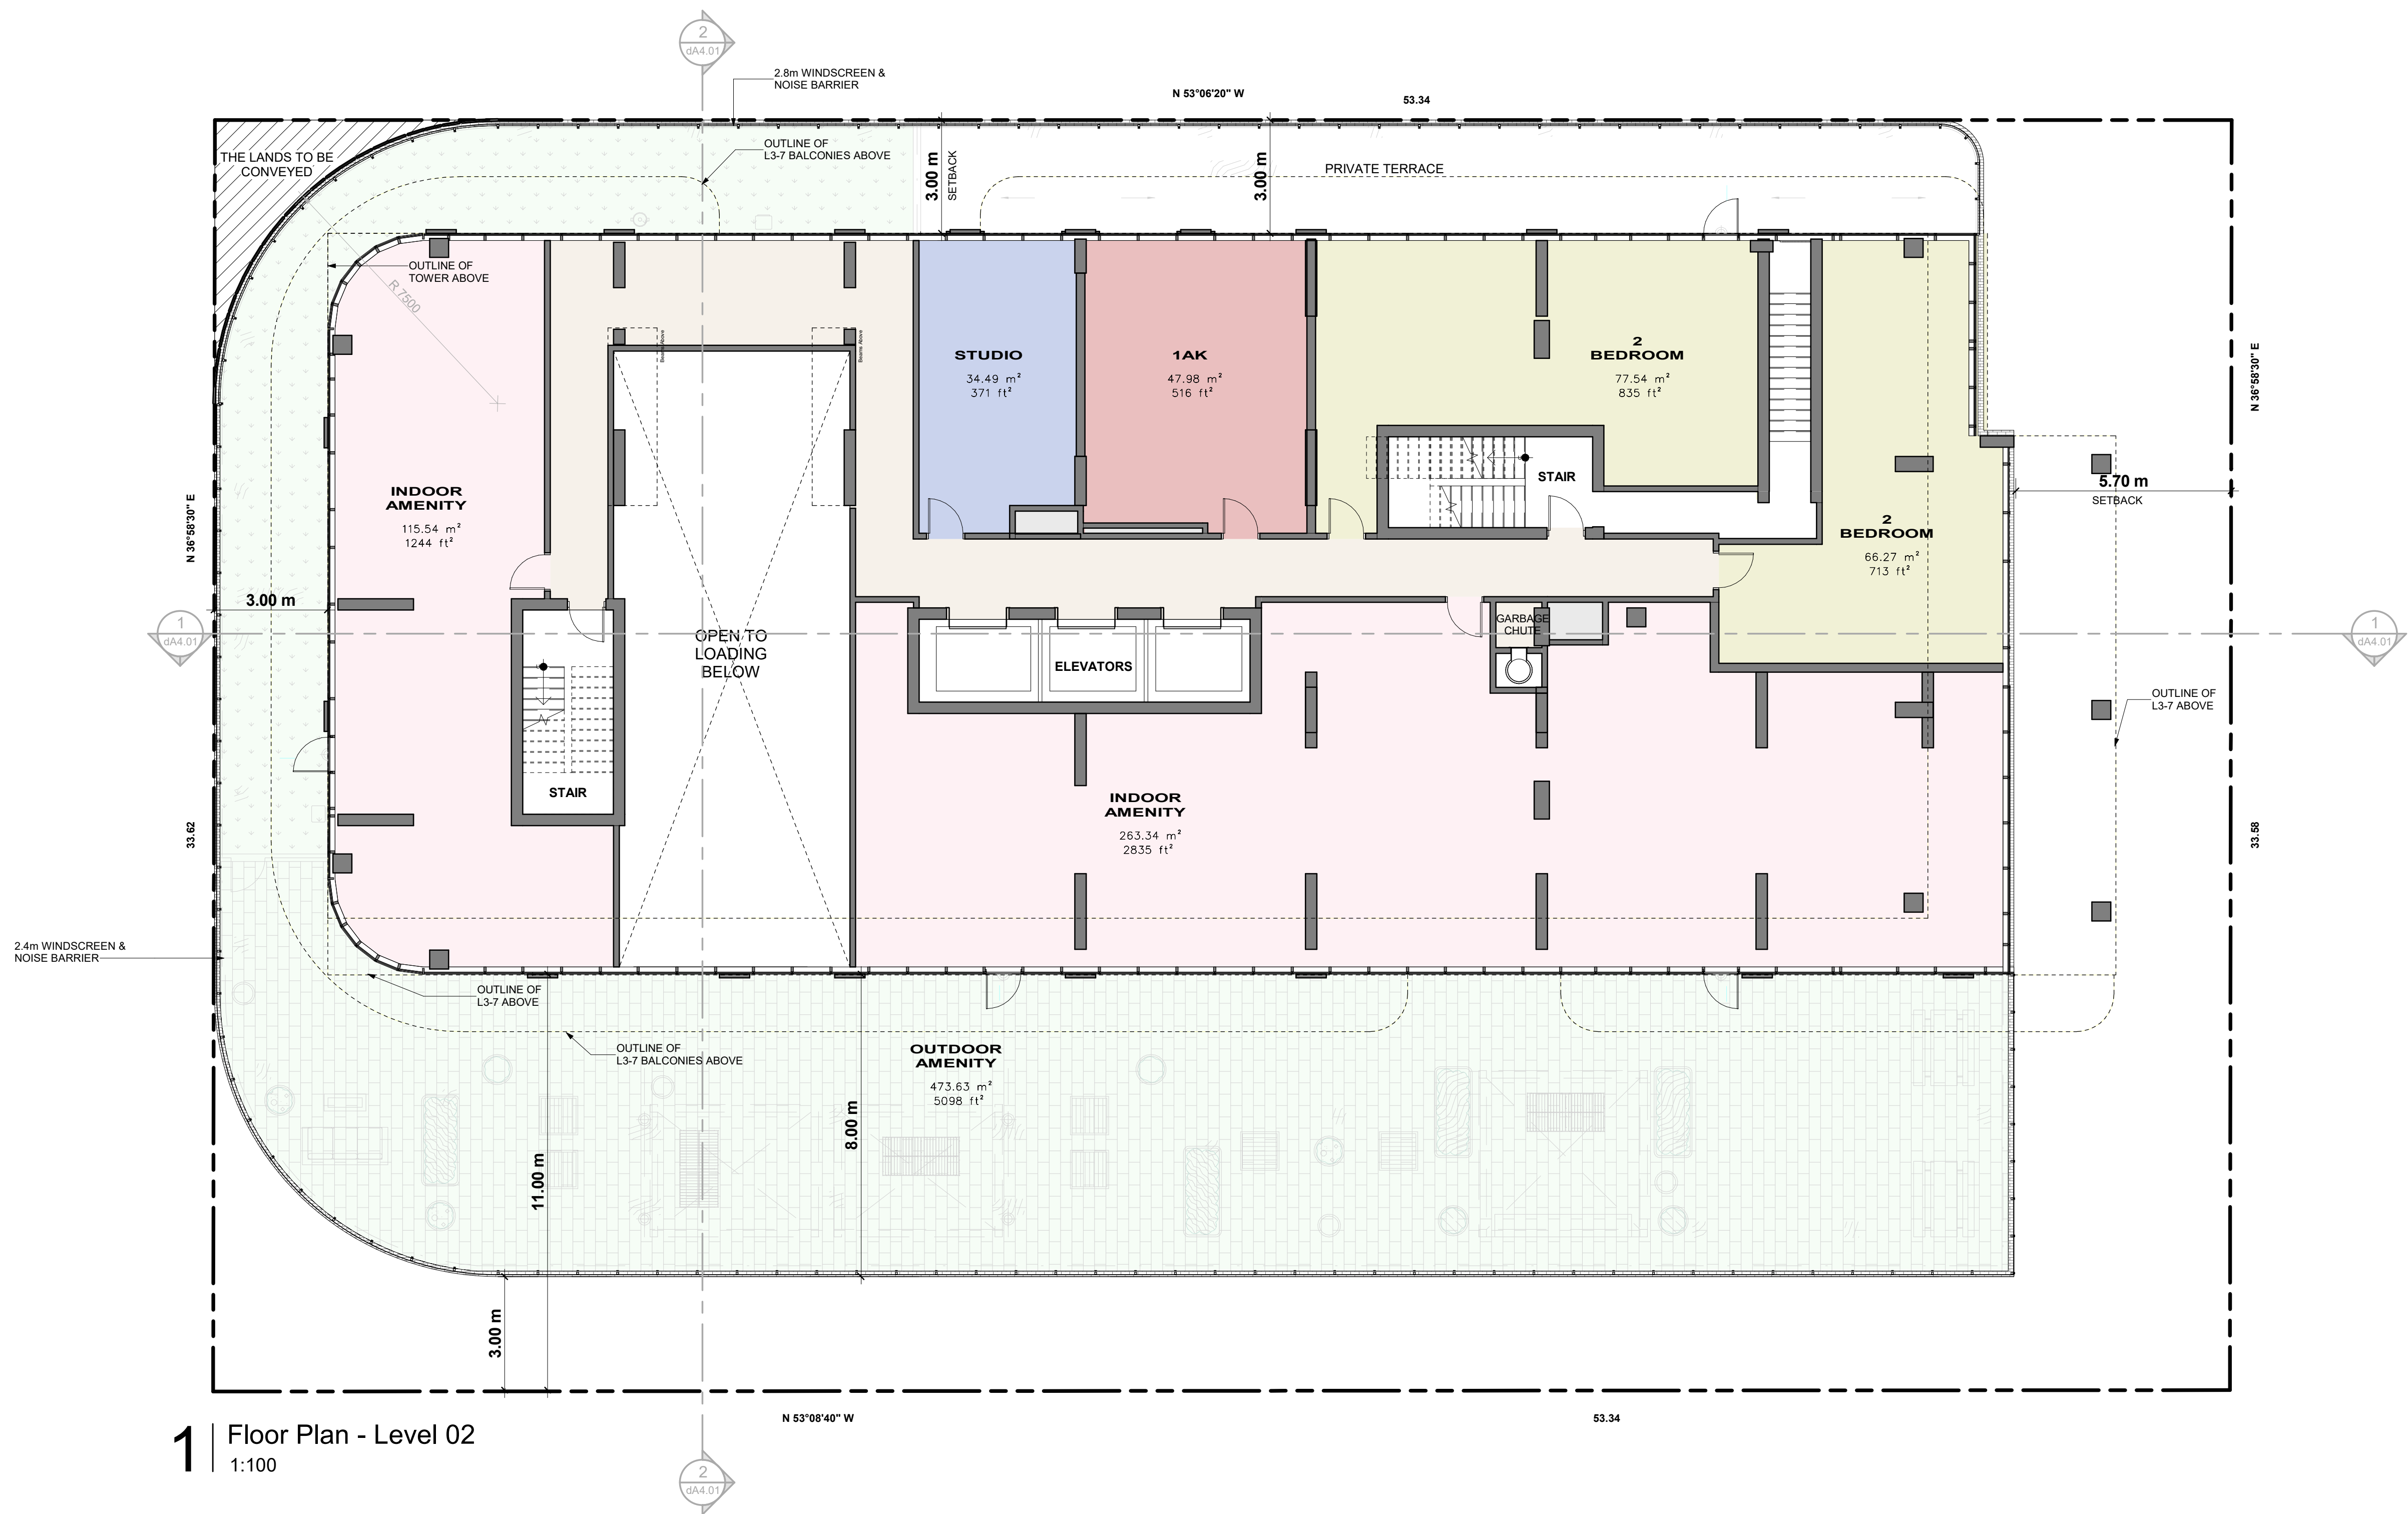 2
dA4.01
2.8m WINDSCREEN &
NOISE BARRIER
N 53°06'20" W
53.34
THE LANDS TO BE
CONVEYED
OUTLINE OF
L3-7 BALCONIES ABOVE
3.00 m
SETBACK
3.00 m
PRIVATE TERRACE
OUTLINE OF
TOWER ABOVE
R 7500
Beams Above
Beams Above
STUDIO
34.49 m²
371 ft²
1AK
47.98 m²
516 ft²
2
BEDROOM
77.54 m²
835 ft²
N 36°58'30" E
INDOOR
AMENITY
115.54 m²
1244 ft²
STAIR
5.70 m
SETBACK
N 36°58'30" E
2
BEDROOM
66.27 m²
713 ft²
3.00 m
1
dA4.01
OPEN TO
LOADING
BELOW
ELEVATORS
GARBAGE
CHUTE
1
dA4.01
OUTLINE OF
L3-7 ABOVE
STAIR
INDOOR
AMENITY
263.34 m²
2835 ft²
33.62
33.58
2.4m WINDSCREEN &
NOISE BARRIER
OUTLINE OF
L3-7 ABOVE
OUTLINE OF
L3-7 BALCONIES ABOVE
OUTDOOR
AMENITY
473.63 m²
5098 ft²
8.00 m
11.00 m
3.00 m
N 53°08'40" W
53.34
1
Floor Plan - Level 02
1:100
2
dA4.01